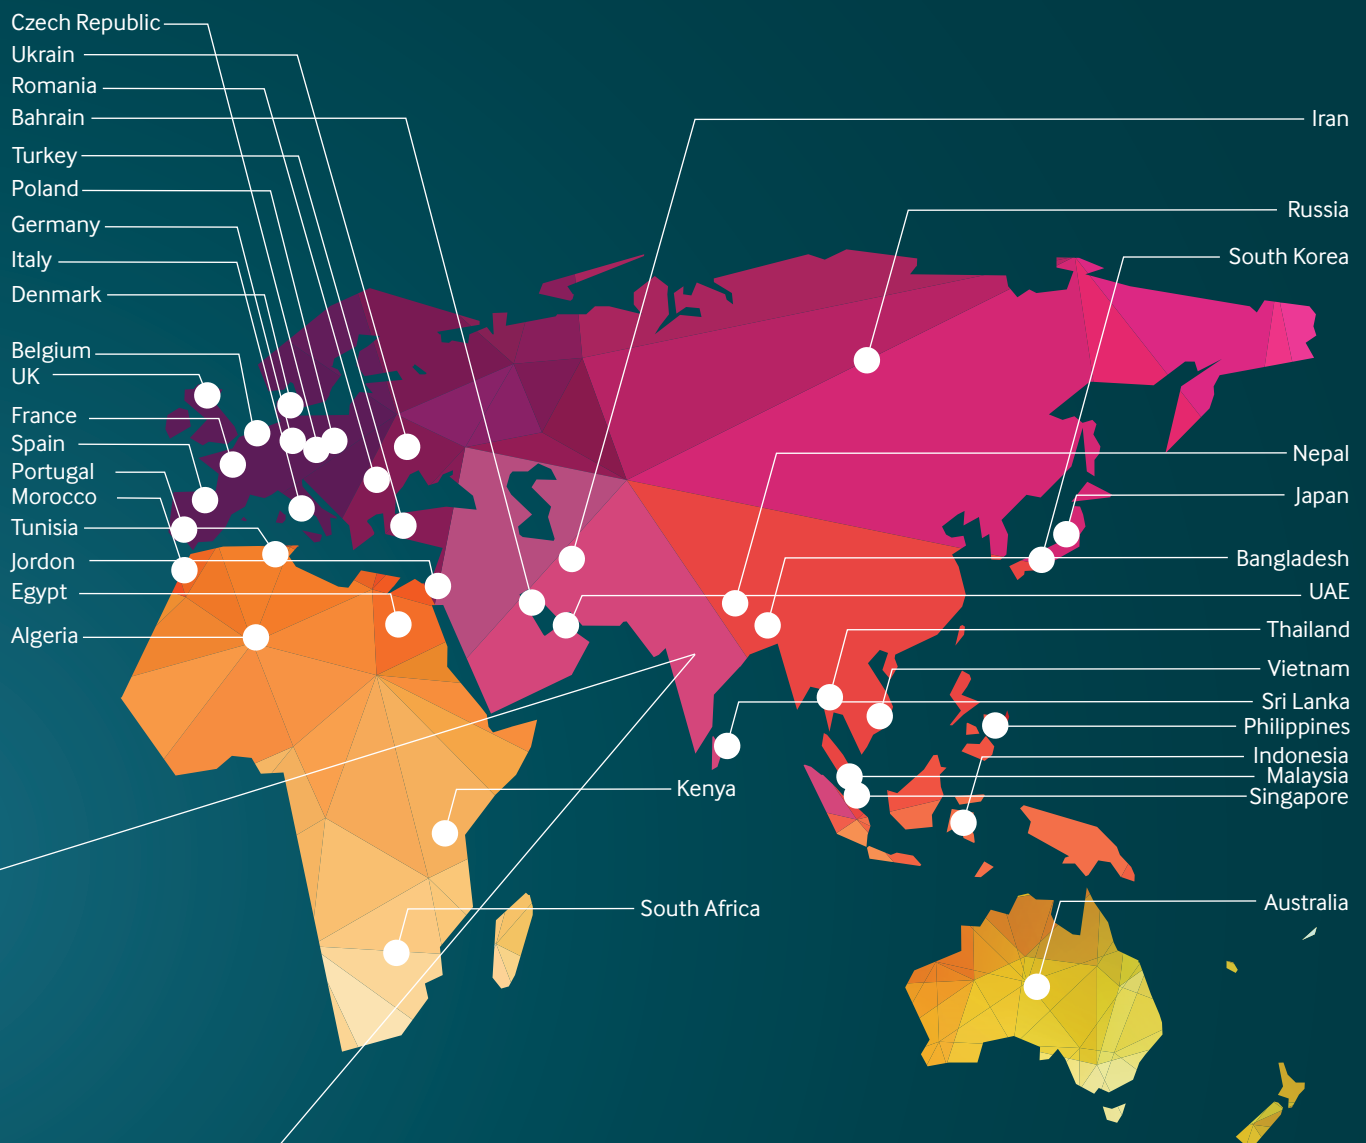 Czech Republic
Ukrain
Romania
Bahrain
Turkey
Poland
Germany
Italy
Denmark
Belgium
UK
France
Spain
Portugal
Morocco
Tunisia
Jordon
Egypt
Algeria
Iran
Russia
South Korea
Nepal
Japan
Bangladesh
UAE
Thailand
Vietnam
Sri Lanka
Philippines
Indonesia
Malaysia
Singapore
Kenya
South Africa
Australia